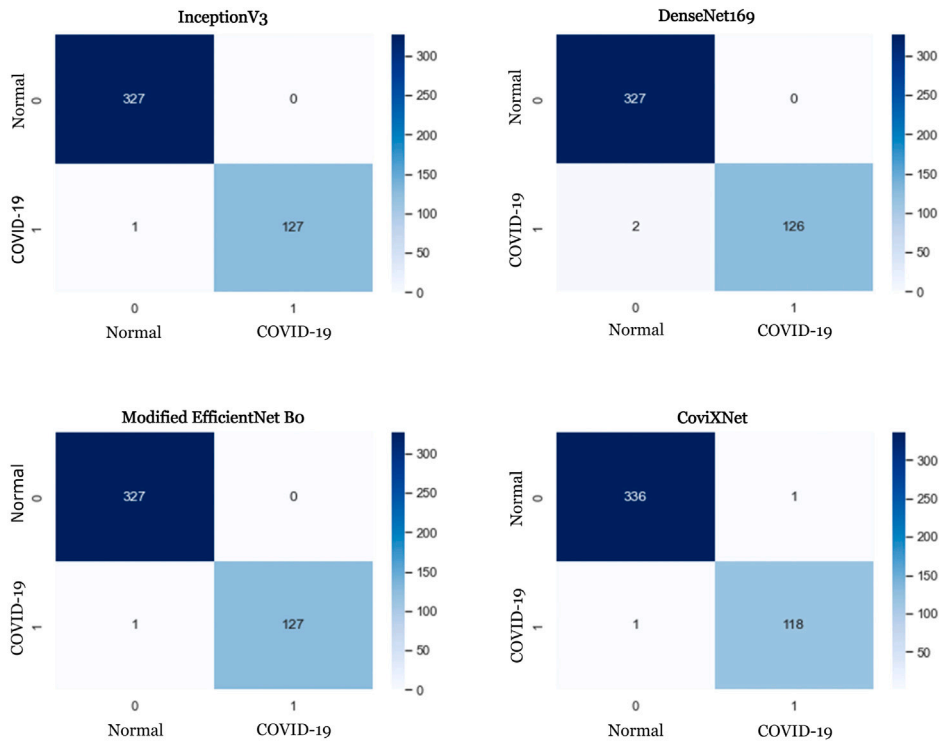 InceptionV3
Normal
0
327
0
COVID-19
1
1
127
0
1
Normal
COVID-19
300
250
200
150
100
50
0
DenseNet169
Normal
0
327
0
COVID-19
1
2
126
0
1
Normal
COVID-19
300
250
200
150
100
50
0
Modified EfficientNet B0
Normal
0
327
0
COVID-19
1
1
127
0
1
Normal
COVID-19
300
250
200
150
100
50
0
CoviXNet
Normal
0
336
1
COVID-19
1
1
118
0
1
Normal
COVID-19
300
250
200
150
100
50